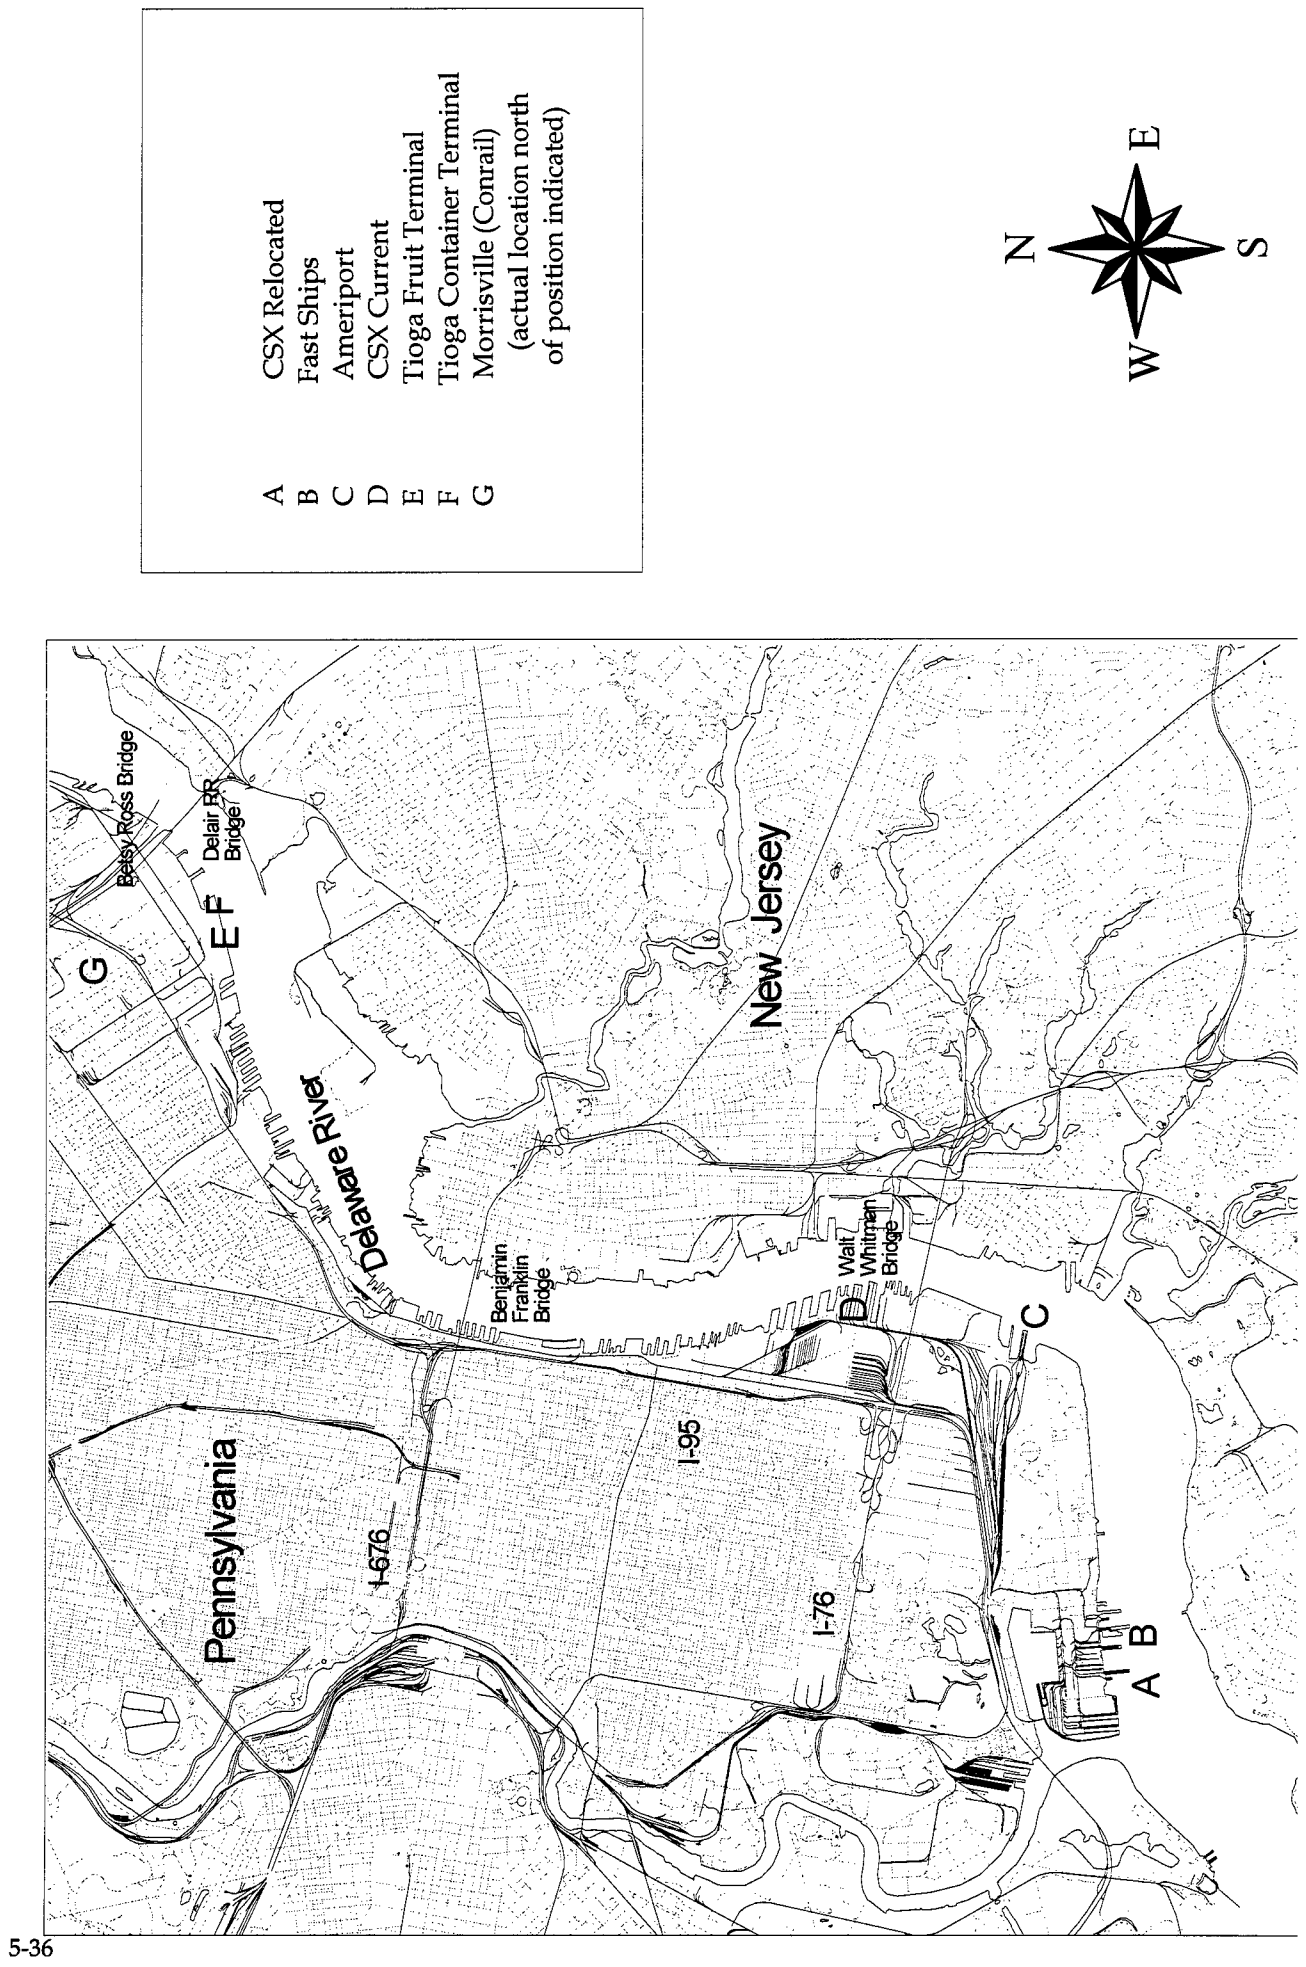 A CSX Relocated
B Fast Ships
C Ameriport
D CSX Current
E Tioga Fruit Terminal
F Tioga Container Terminal
G Morrisville (Conrail)
(actual location north
of position indicated)
N
W
E
S
Betsy Ross Bridge
Delair RR
Bridge
G
E F
Delaware River
Pennsylvania
I-676
Benjamin
Franklin
Bridge
New Jersey
I-95
I-76
Walt
Whitman
Bridge
D
C
A
B
5-36